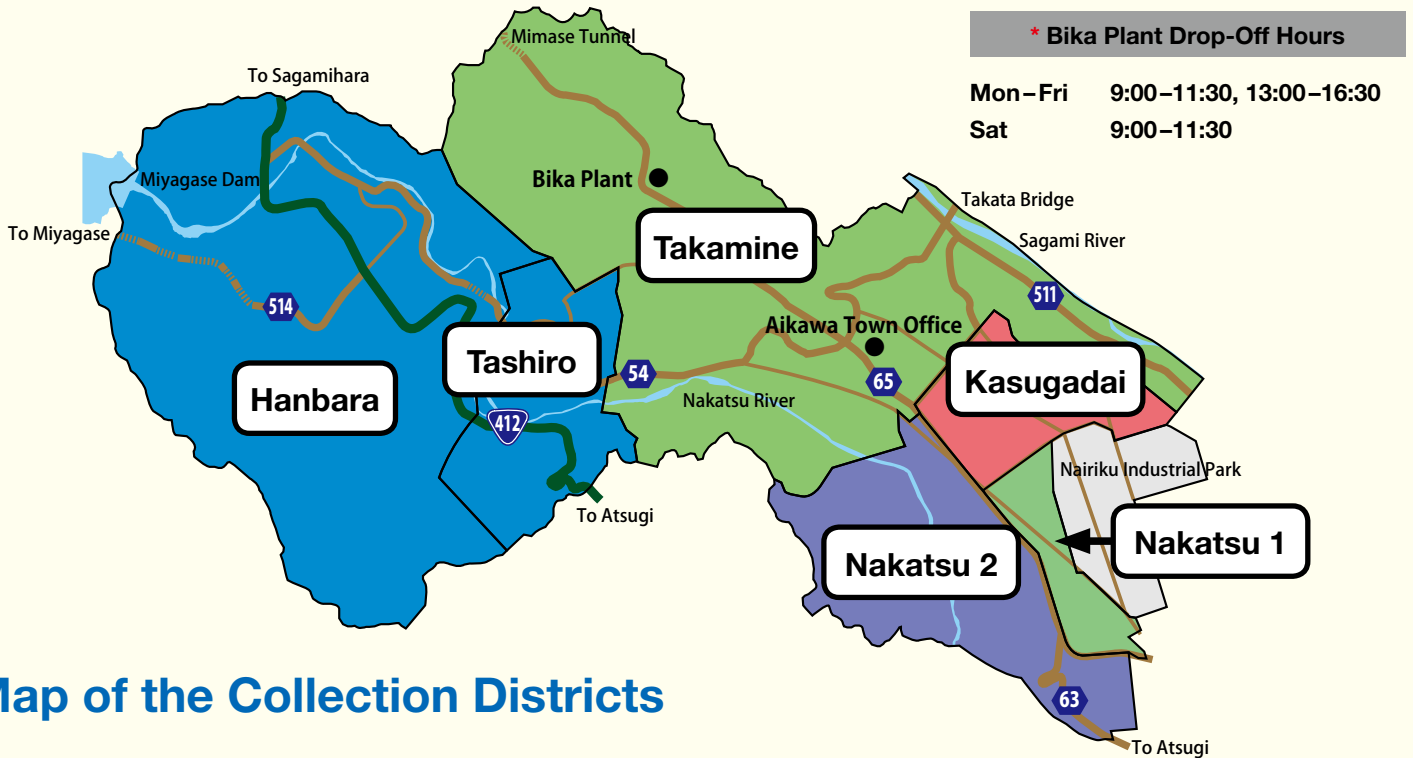 * Bika Plant Drop-Off Hours
Mon–Fri 9:00–11:30, 13:00–16:30
Sat 9:00–11:30
Mimase Tunnel
To Sagamihara
Miyagase Dam
Bika Plant
To Miyagase
Takamine
Takata Bridge
Sagami River
514
511
Aikawa Town Office
Tashiro
Hanbara
54
65
Kasugadai
Nakatsu River
412
Nairiku Industrial Park
To Atsugi
Nakatsu 1
Nakatsu 2
63
Map of the Collection Districts
To Atsugi